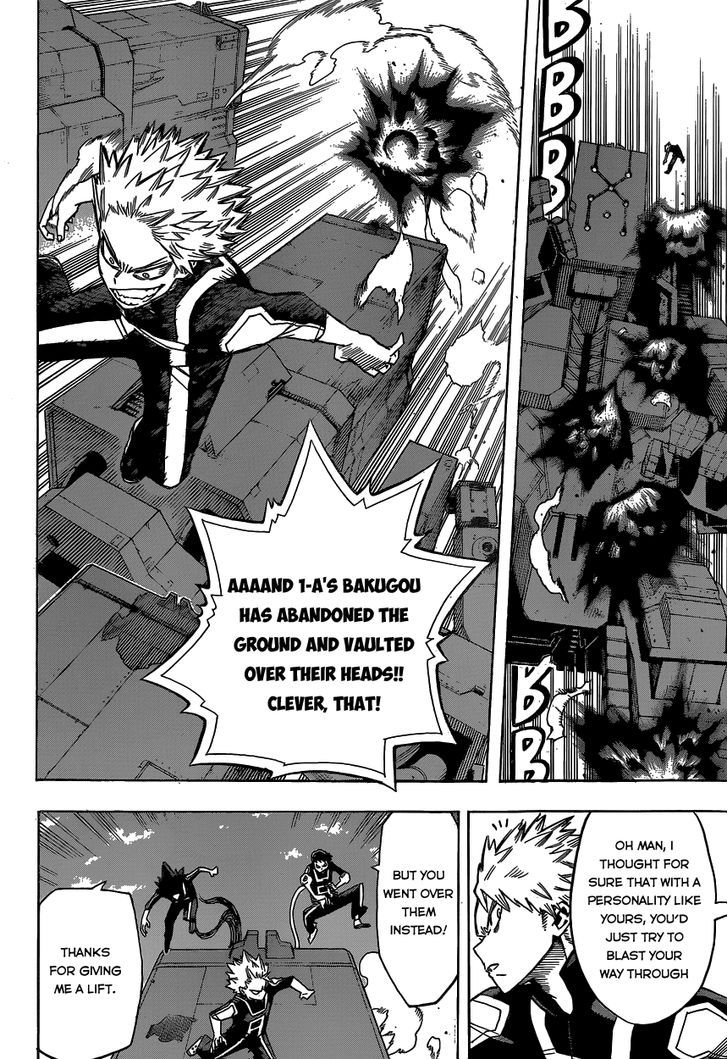 B
B
B
B
B
B
AAAAND 1-A'S BAKUGOU
HAS ABANDONED THE
GROUND AND VAULTED
OVER THEIR HEADS!!
CLEVER, THAT!
OH MAN, I
THOUGHT FOR
SURE THAT WITH A
PERSONALITY LIKE
YOURS, YOU'D
JUST TRY TO
BLAST YOUR
WAY THROUGH
BUT YOU
WENT OVER
THEM
INSTEAD!
THANKS
FOR GIVING
ME A LIFT.